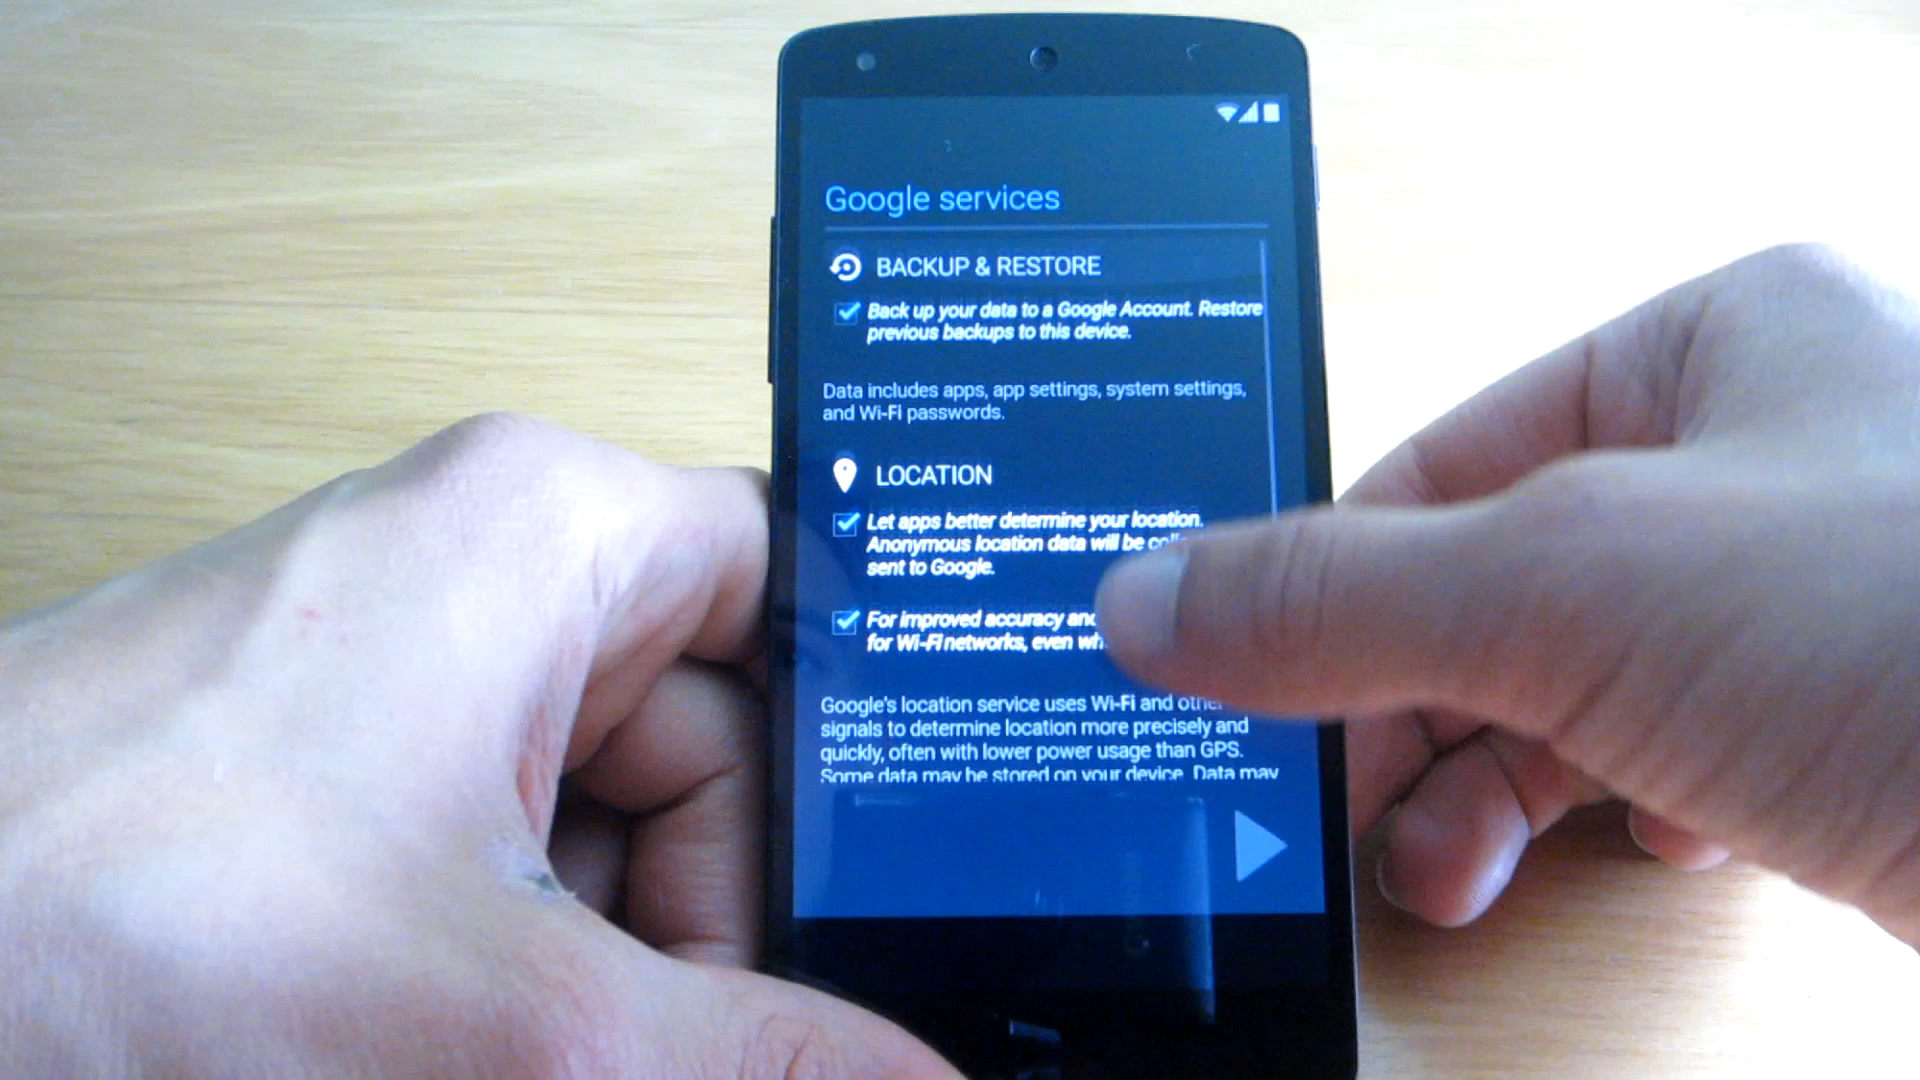 Google services
BACKUP & RESTORE
Back up your data to a Google Account. Restore
previous backups to this device.
Data includes apps, app settings, system settings,
and Wi-Fi passwords.
LOCATION
Let apps better determine your location.
Anonymous location data will be
sent to Google.
For improved accuracy and
for Wi-Fi networks, even
Google's location service uses Wi-Fi and other
signals to determine location more precisely and
quickly, often with lower power usage than GPS.
Some data may be stored on your device. Data may